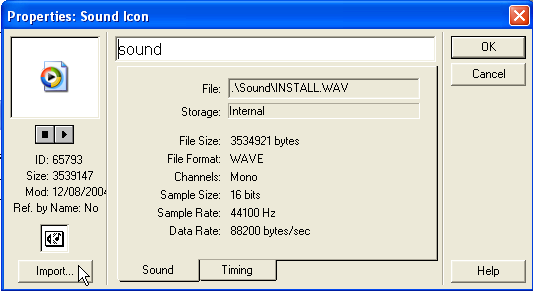 Properties: Sound Icon
sound
OK
Cancel
File: .\Sound\INSTALL.WAV
Storage: Internal
File Size: 3534921 bytes
File Format: WAVE
Channels: Mono
Sample Size: 16 bits
Sample Rate: 44100 Hz
Data Rate: 88200 bytes/sec
ID: 65793
Size: 3539147
Mod: 12/08/2004
Ref. by Name: No
Import...
Sound
Timing
Help